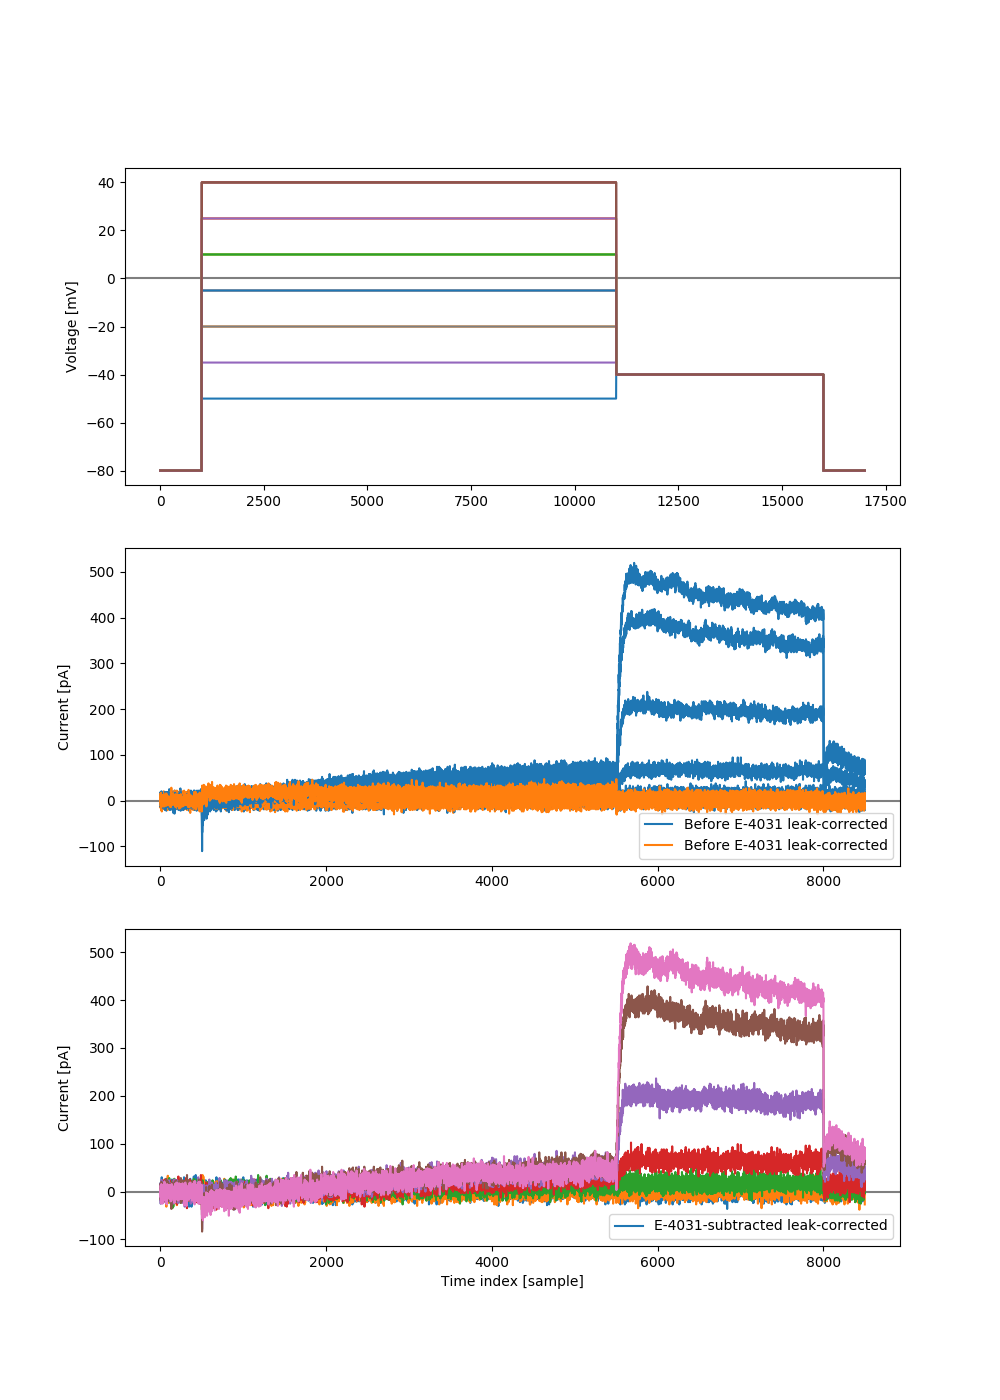 40
20
0
−20
−40
−60
−80
Voltage [mV]
0 2500 5000 7500 10000 12500 15000 17500
500
400
300
200
100
0
−100
Current [pA]
Before E-4031 leak-corrected
Before E-4031 leak-corrected
0 2000 4000 6000 8000
500
400
300
200
100
0
−100
Current [pA]
E-4031-subtracted leak-corrected
0 2000 4000 6000 8000
Time index [sample]